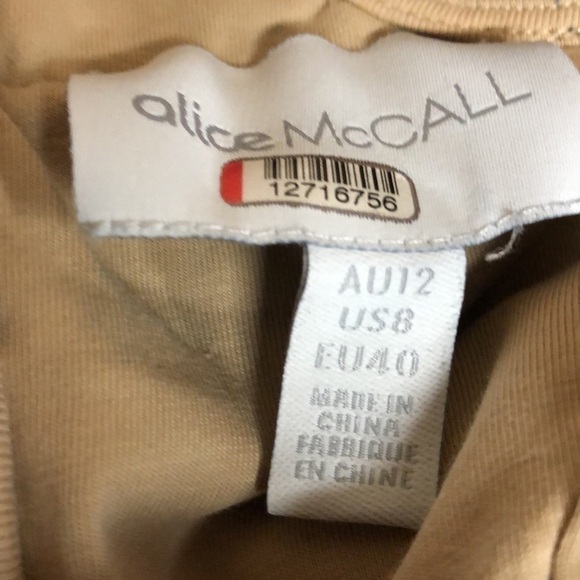 alice McCALL
12716756
AU12
US8
EU40
MADE IN
CHINA
FABRIQUE
EN CHINE